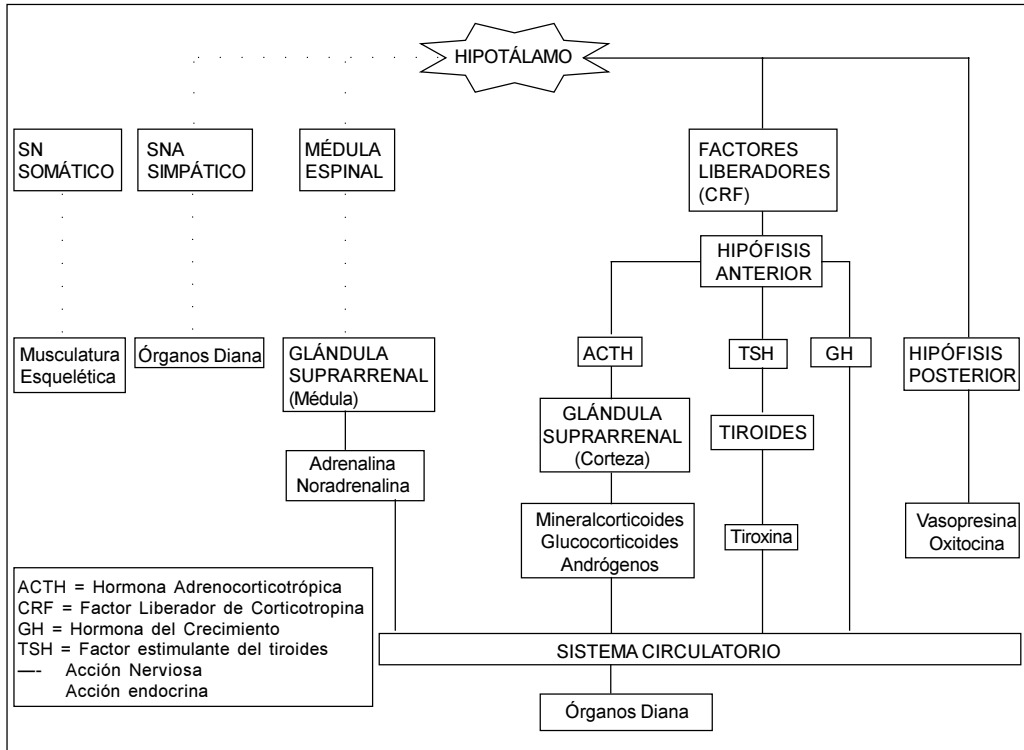 HIPOTÁLAMO
SN
SOMÁTICO
SNA
SIMPÁTICO
MÉDULA
ESPINAL
FACTORES
LIBERADORES
(CRF)
HIPÓFISIS
ANTERIOR
Musculatura
Esquelética
Órganos Diana
GLÁNDULA
SUPRARRENAL
(Médula)
ACTH
TSH
GH
HIPÓFISIS
POSTERIOR
GLÁNDULA
SUPRARRENAL
(Corteza)
TIROIDES
Adrenalina
Noradrenalina
Mineralcorticoides
Glucocorticoides
Andrógenos
Tiroxina
Vasopresina
Oxitocina
ACTH = Hormona Adrenocorticotrópica
CRF = Factor Liberador de Corticotropina
GH = Hormona del Crecimiento
TSH = Factor estimulante del tiroides
—- Acción Nerviosa
Acción endocrina
SISTEMA CIRCULATORIO
Órganos Diana